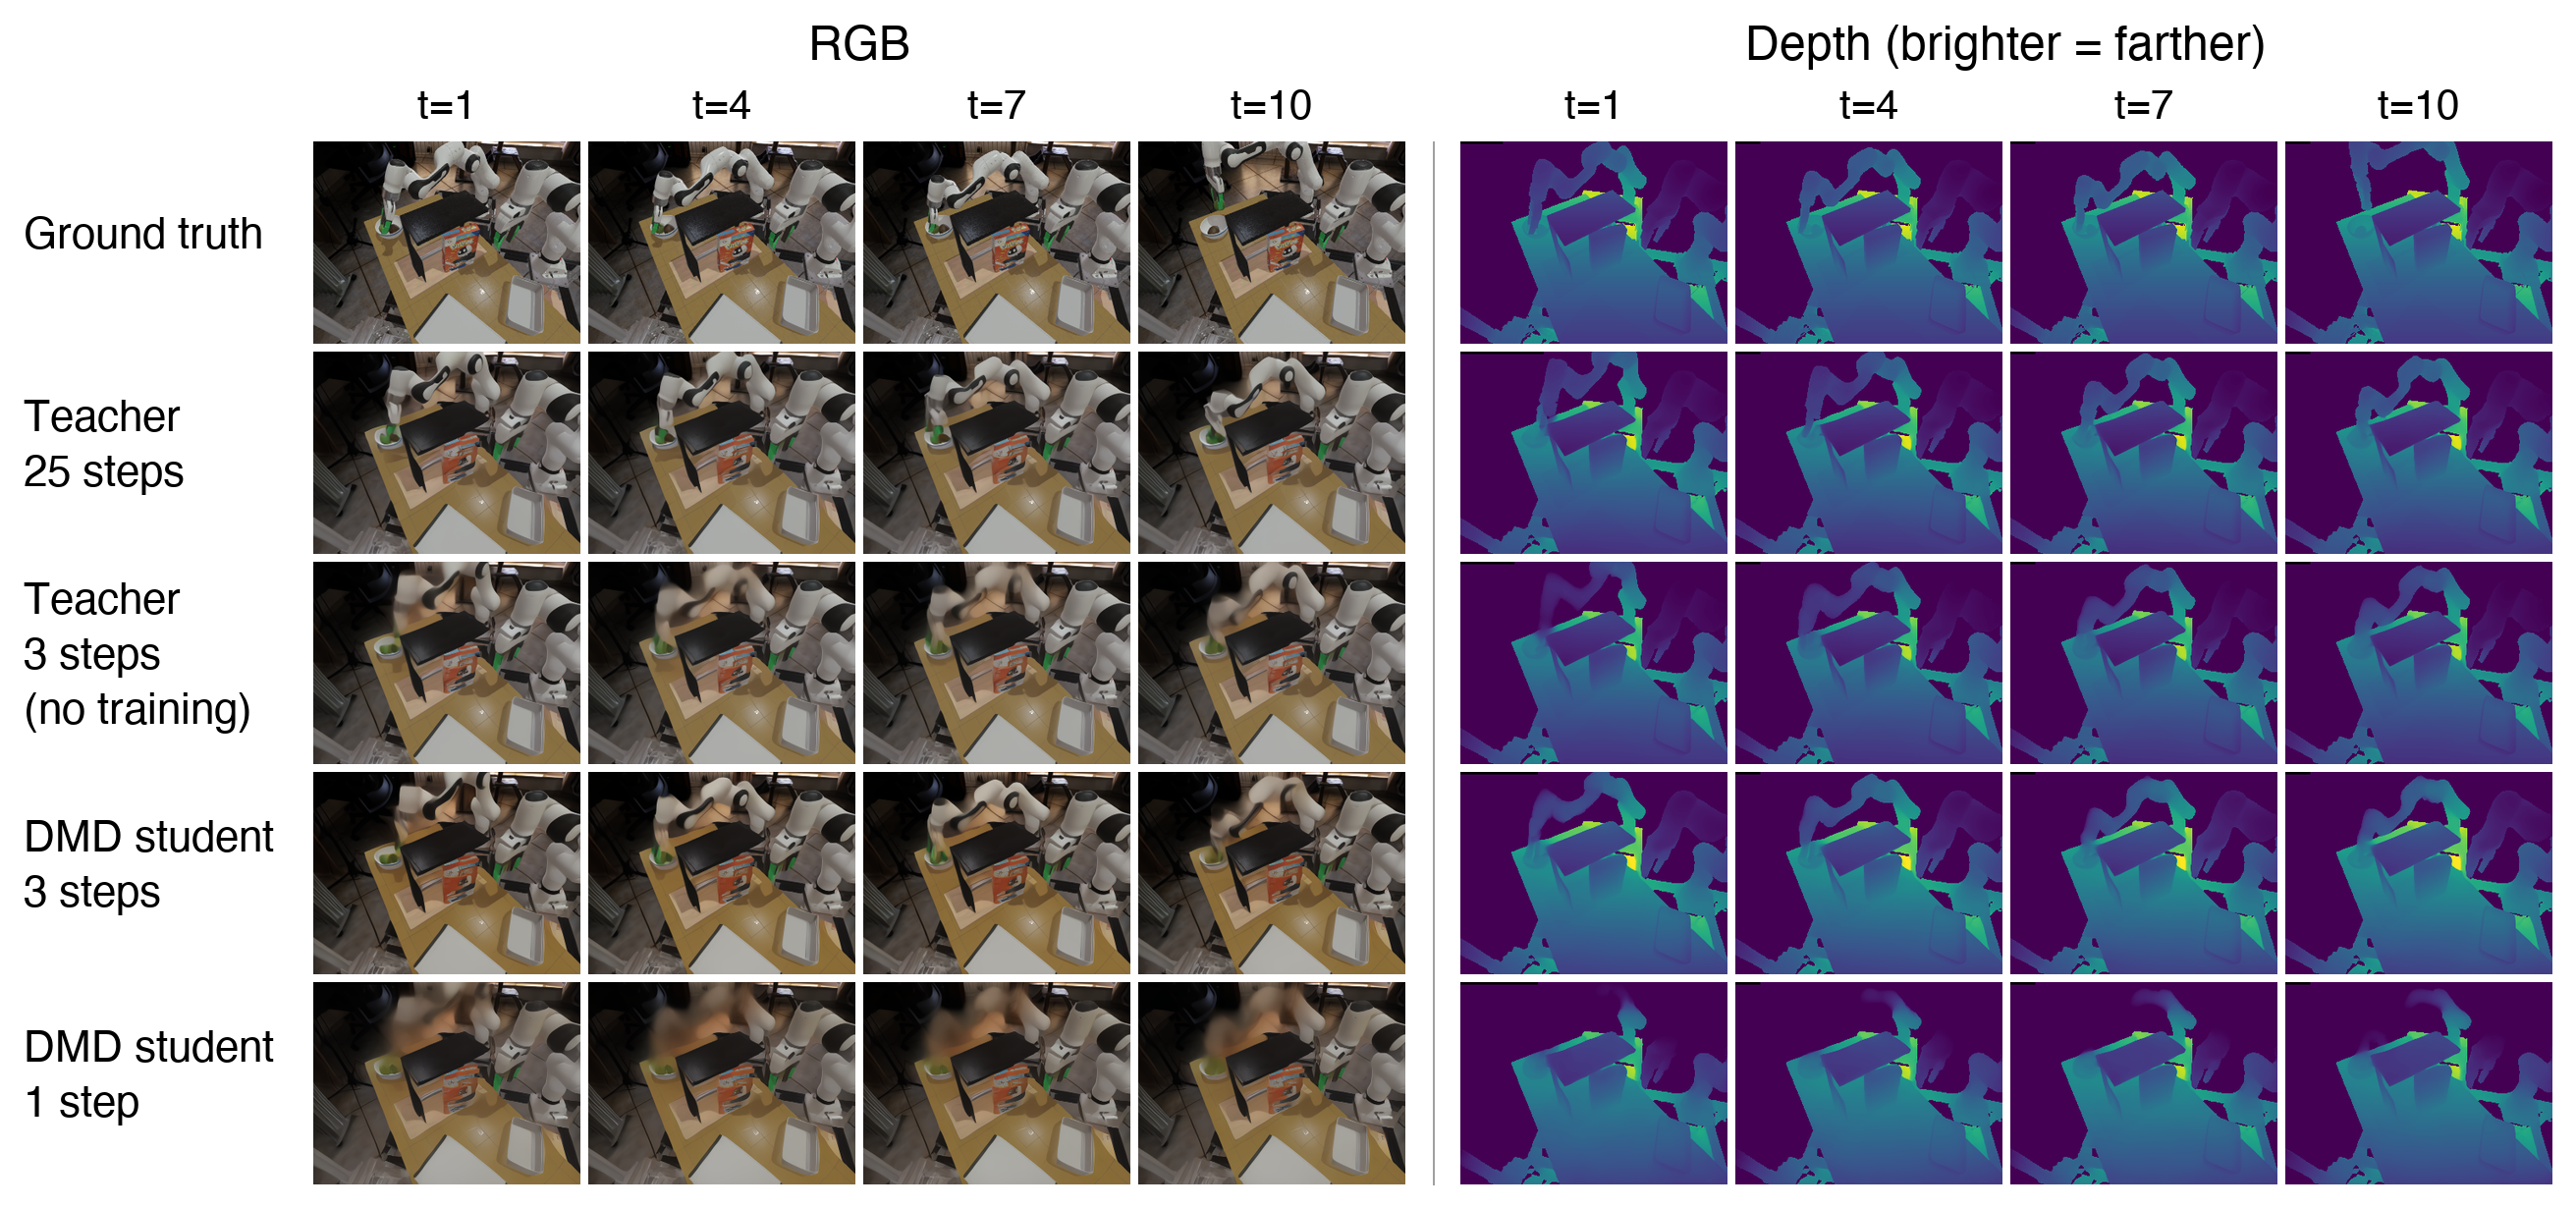 RGB
Depth (brighter = farther)
t=1
t=4
t=7
t=10
t=1
t=4
t=7
t=10
Ground truth
Teacher
25 steps
Teacher
3 steps
(no training)
DMD student
3 steps
DMD student
1 step